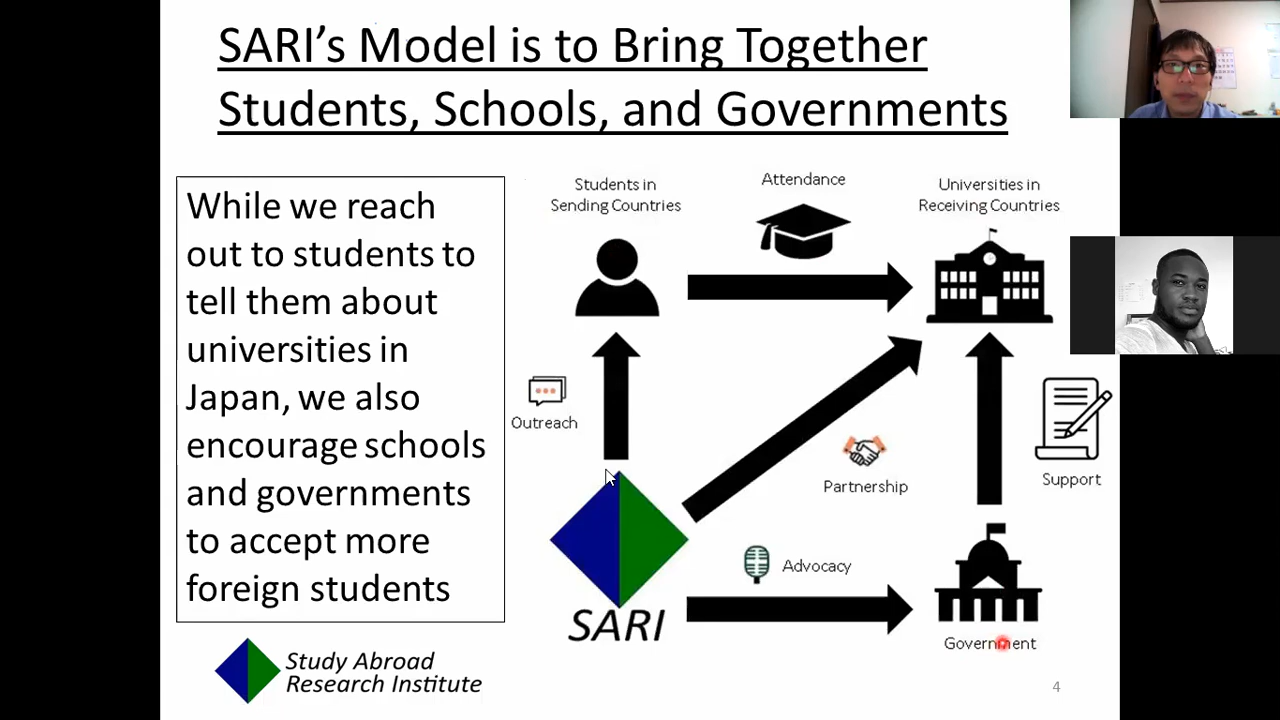 SARI's Model is to Bring Together
Students, Schools, and Governments
While we reach
out to students to
tell them about
universities in
Japan, we also
encourage schools
and governments
to accept more
foreign students
Students in
Sending Countries
Attendance
Universities in
Receiving Countries
Outreach
Partnership
Support
Advocacy
SARI
Government
Study Abroad
Research Institute
4